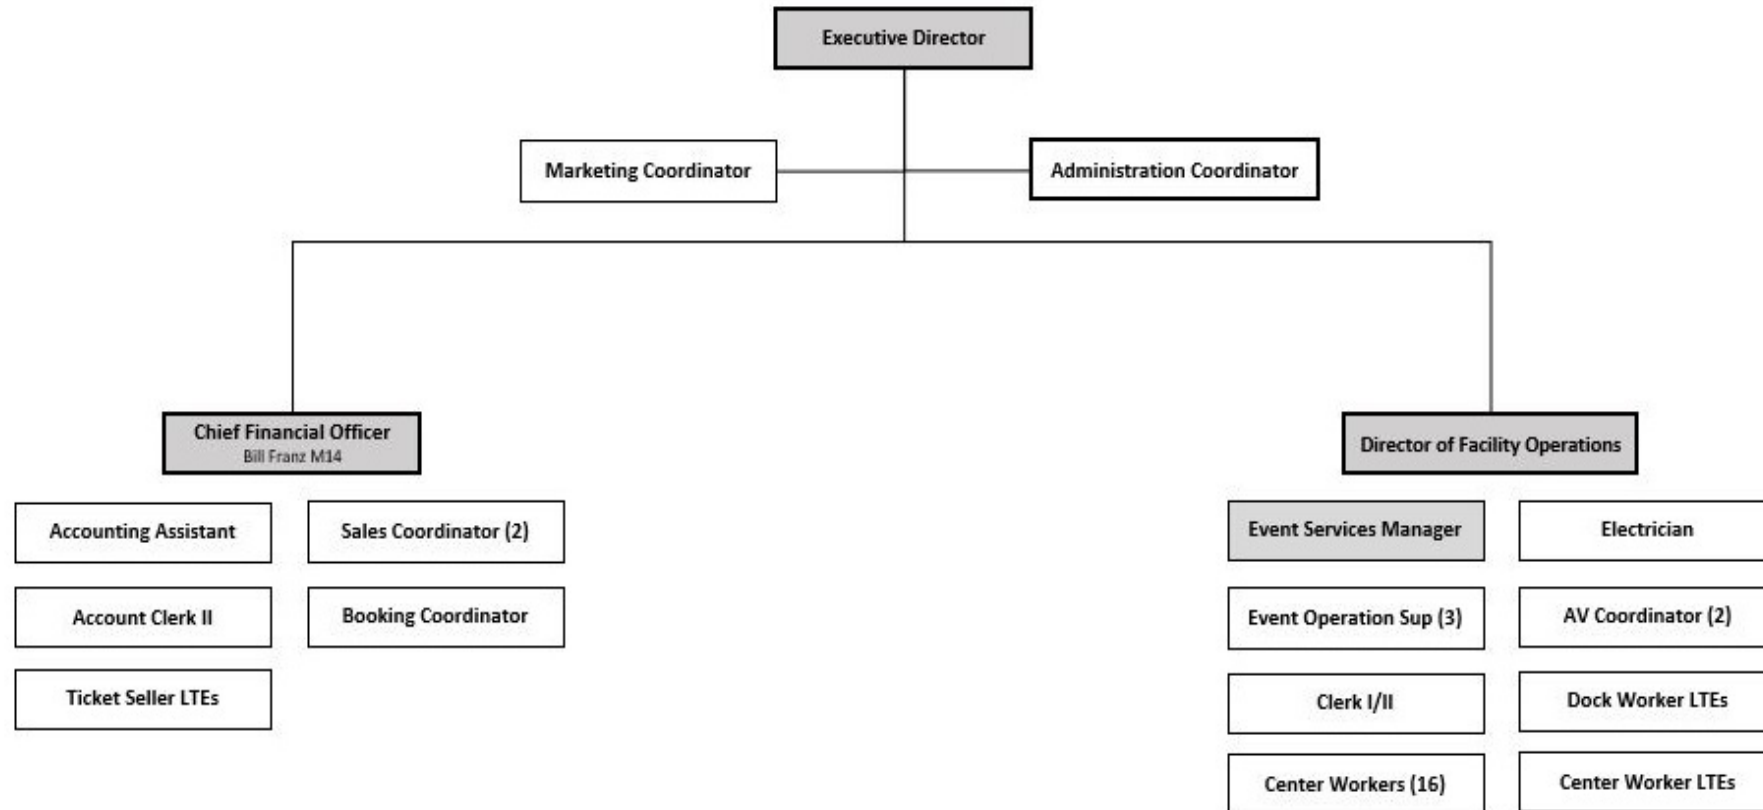 Executive Director
Marketing Coordinator
Administration Coordinator
Chief Financial Officer
Bill Franz M14
Director of Facility Operations
Accounting Assistant
Sales Coordinator (2)
Account Clerk II
Booking Coordinator
Ticket Seller LTEs
Event Services Manager
Electrician
Event Operation Sup (3)
AV Coordinator (2)
Clerk I/II
Dock Worker LTEs
Center Workers (16)
Center Worker LTEs